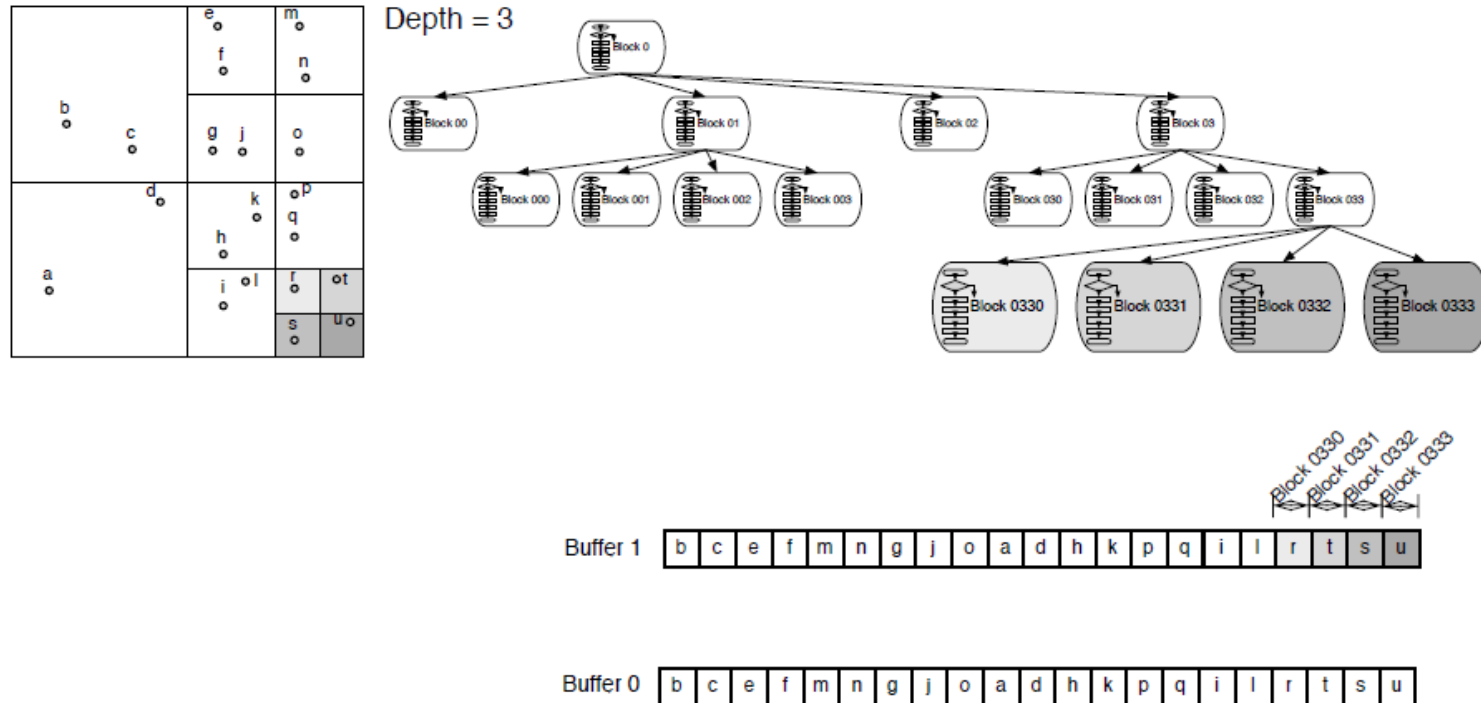 e m
f
n
b
c
g j o
d
p
k
q
h
a
r t
i l
s u
Depth = 3
Block 0
Block 00 Block 01 Block 02 Block 03
Block 000 Block 001 Block 002 Block 003 Block 030 Block 031 Block 032 Block 033
Block 0330 Block 0331 Block 0332 Block 0333
Block 0330 Block 0331 Block 0332 Block 0333
Buffer 1 b c e f m n g j o a d h k p q i l r t s u
Buffer 0 b c e f m n g j o a d h k p q i l r t s u